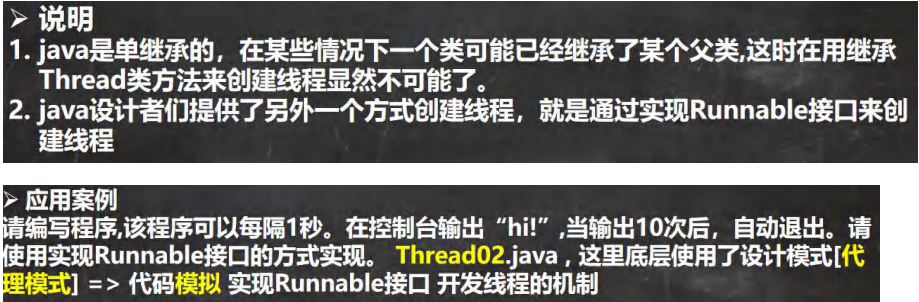 ➢ 说明
1. java是单继承的，在某些情况下一个类可能已经继承了某个父类,这时在用继承
Thread类方法来创建线程显然不可能了。
2. java设计者们提供了另外一个方式创建线程，就是通过实现Runnable接口来创
建线程
➢ 应用案例
请编写程序,该程序可以每隔1秒。在控制台输出“hi!”,当输出10次后，自动退出。请
使用实现Runnable接口的方式实现。 Thread02.java , 这里底层使用了设计模式[代
理模式] => 代码模拟 实现Runnable接口 开发线程的机制